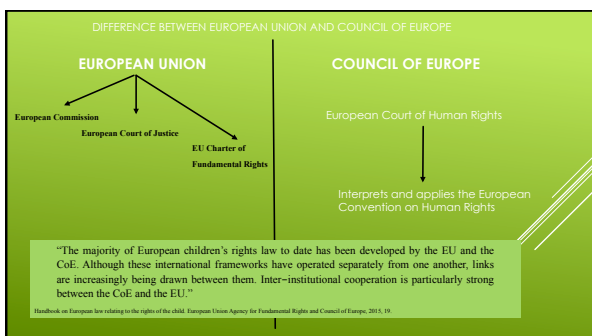 DIFFERENCE BETWEEN EUROPEAN UNION AND COUNCIL OF EUROPE
EUROPEAN UNION
European Commission
European Court of Justice
EU Charter of
Fundamental Rights
COUNCIL OF EUROPE
European Court of Human Rights
Interprets and applies the European
Convention on Human Rights
“The majority of European children’s rights law to date has been developed by the EU and the
CoE. Although these international frameworks have operated separately from one another, links
are increasingly being drawn between them. Inter−institutional cooperation is particularly strong
between the CoE and the EU.”
Handbook on European law relating to the rights of the child. European Union Agency for Fundamental Rights and Council of Europe, 2015, 19.